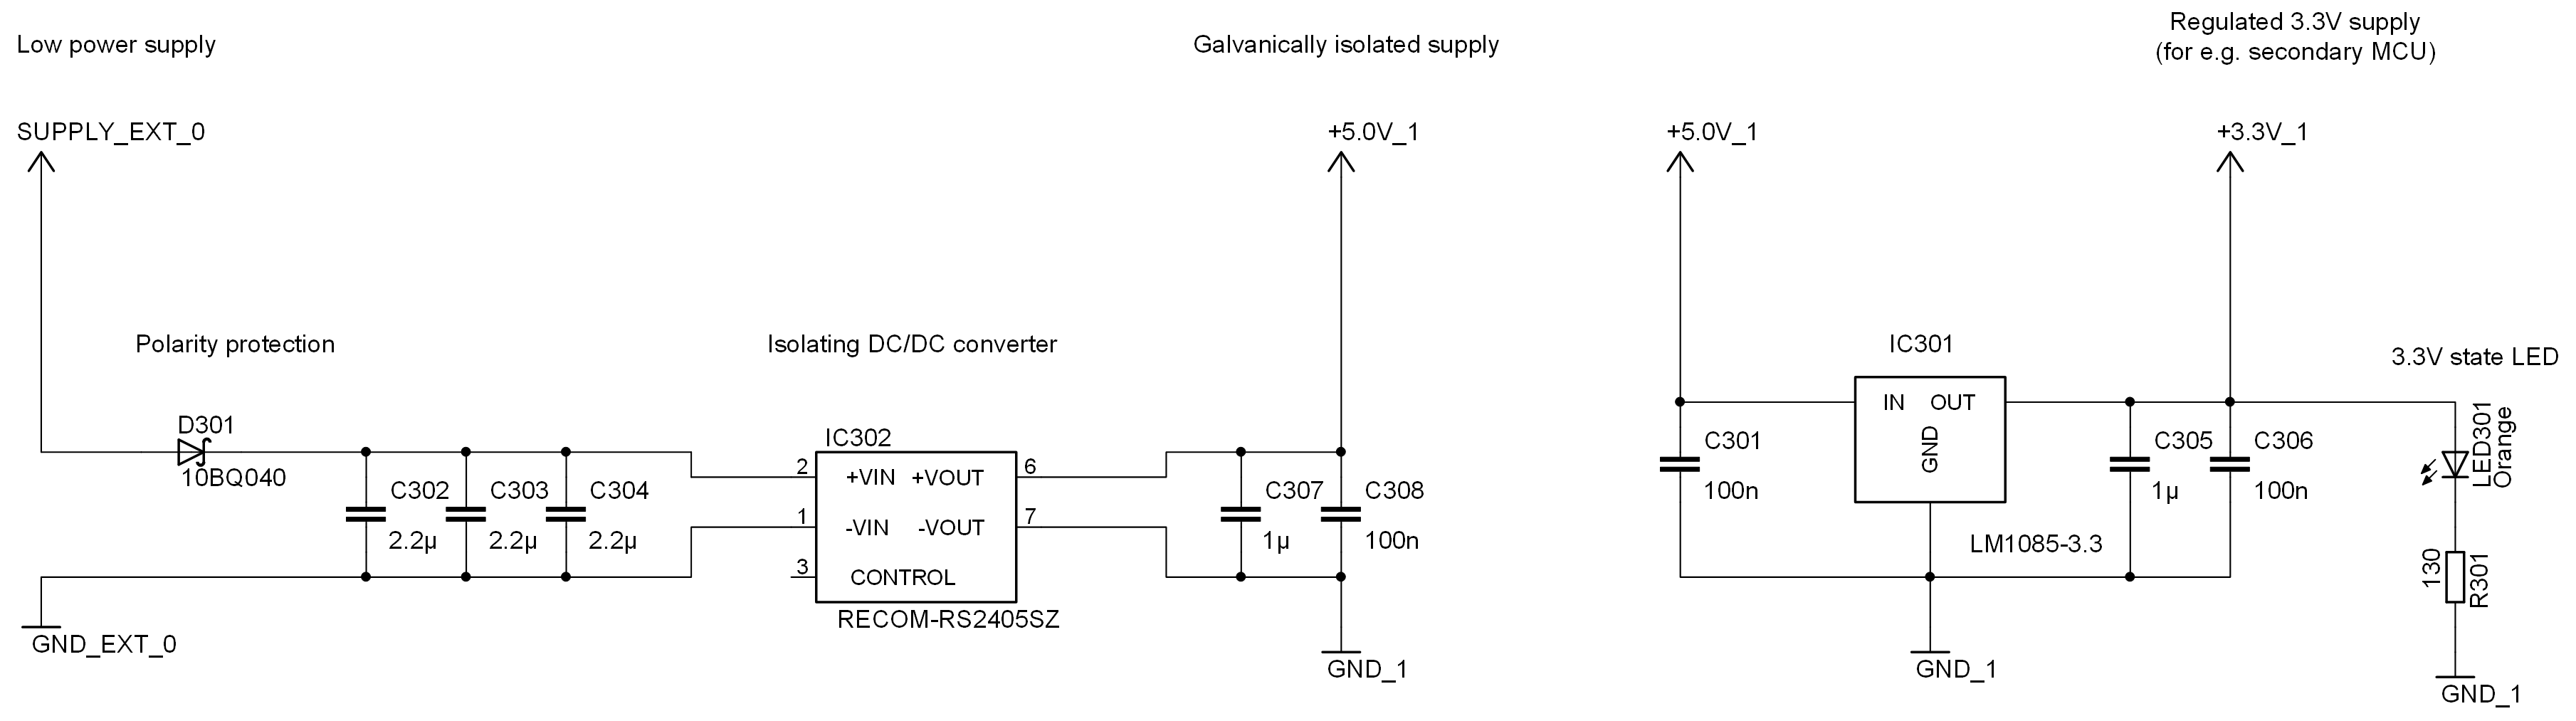 Low power supply
Galvanically isolated supply
Regulated 3.3V supply
(for e.g. secondary MCU)
SUPPLY_EXT_0
+5.0V_1
+5.0V_1
+3.3V_1
Polarity protection
Isolating DC/DC converter
IC301
3.3V state LED
D301
10BQ040
IC302
2
+VIN
+VOUT
6
1
-VIN
-VOUT
7
3
CONTROL
RECOM-RS2405SZ
C302
2.2µ
C303
2.2µ
C304
2.2µ
C307
1µ
C308
100n
GND_EXT_0
GND_1
C301
100n
IN
OUT
GND
LM1085-3.3
C305
1µ
C306
100n
LED301
Orange
130
R301
GND_1
GND_1